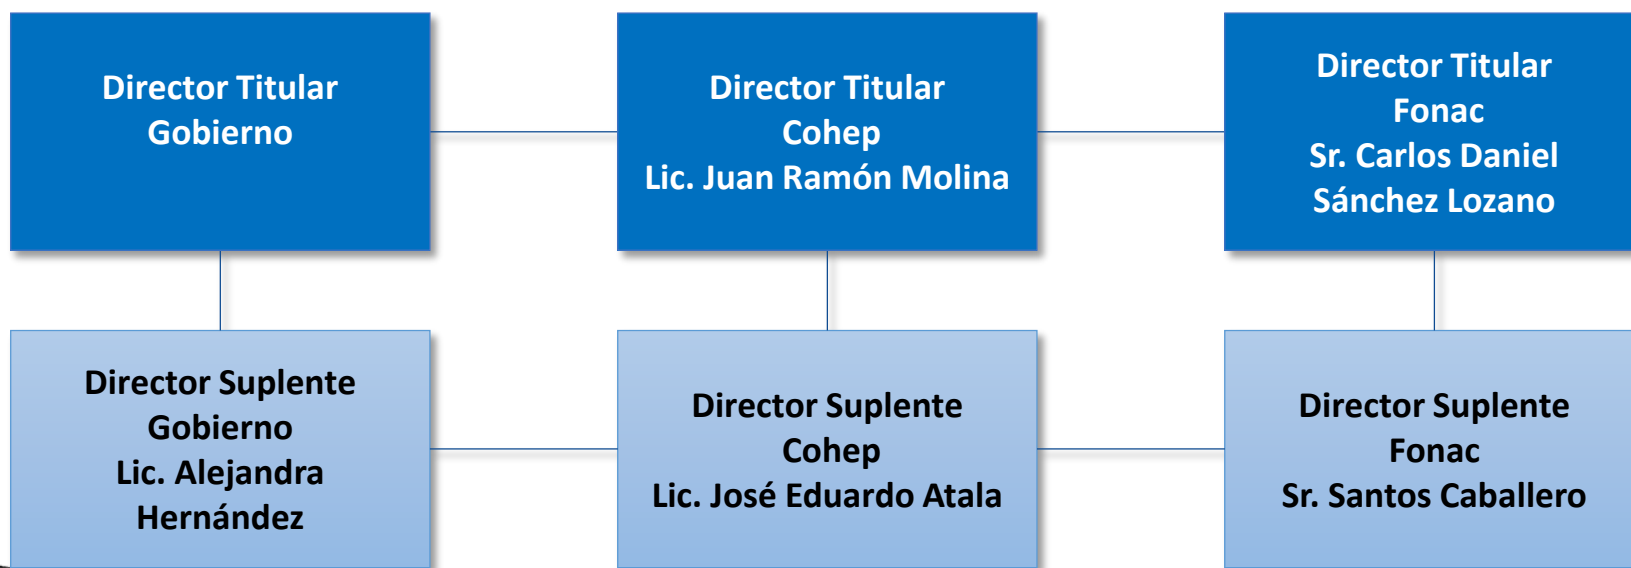 Director Titular
Gobierno
Director Titular
Cohep
Lic. Juan Ramón Molina
Director Titular
Fonac
Sr. Carlos Daniel
Sánchez Lozano
Director Suplente
Gobierno
Lic. Alejandra
Hernández
Director Suplente
Cohep
Lic. José Eduardo Atala
Director Suplente
Fonac
Sr. Santos Caballero